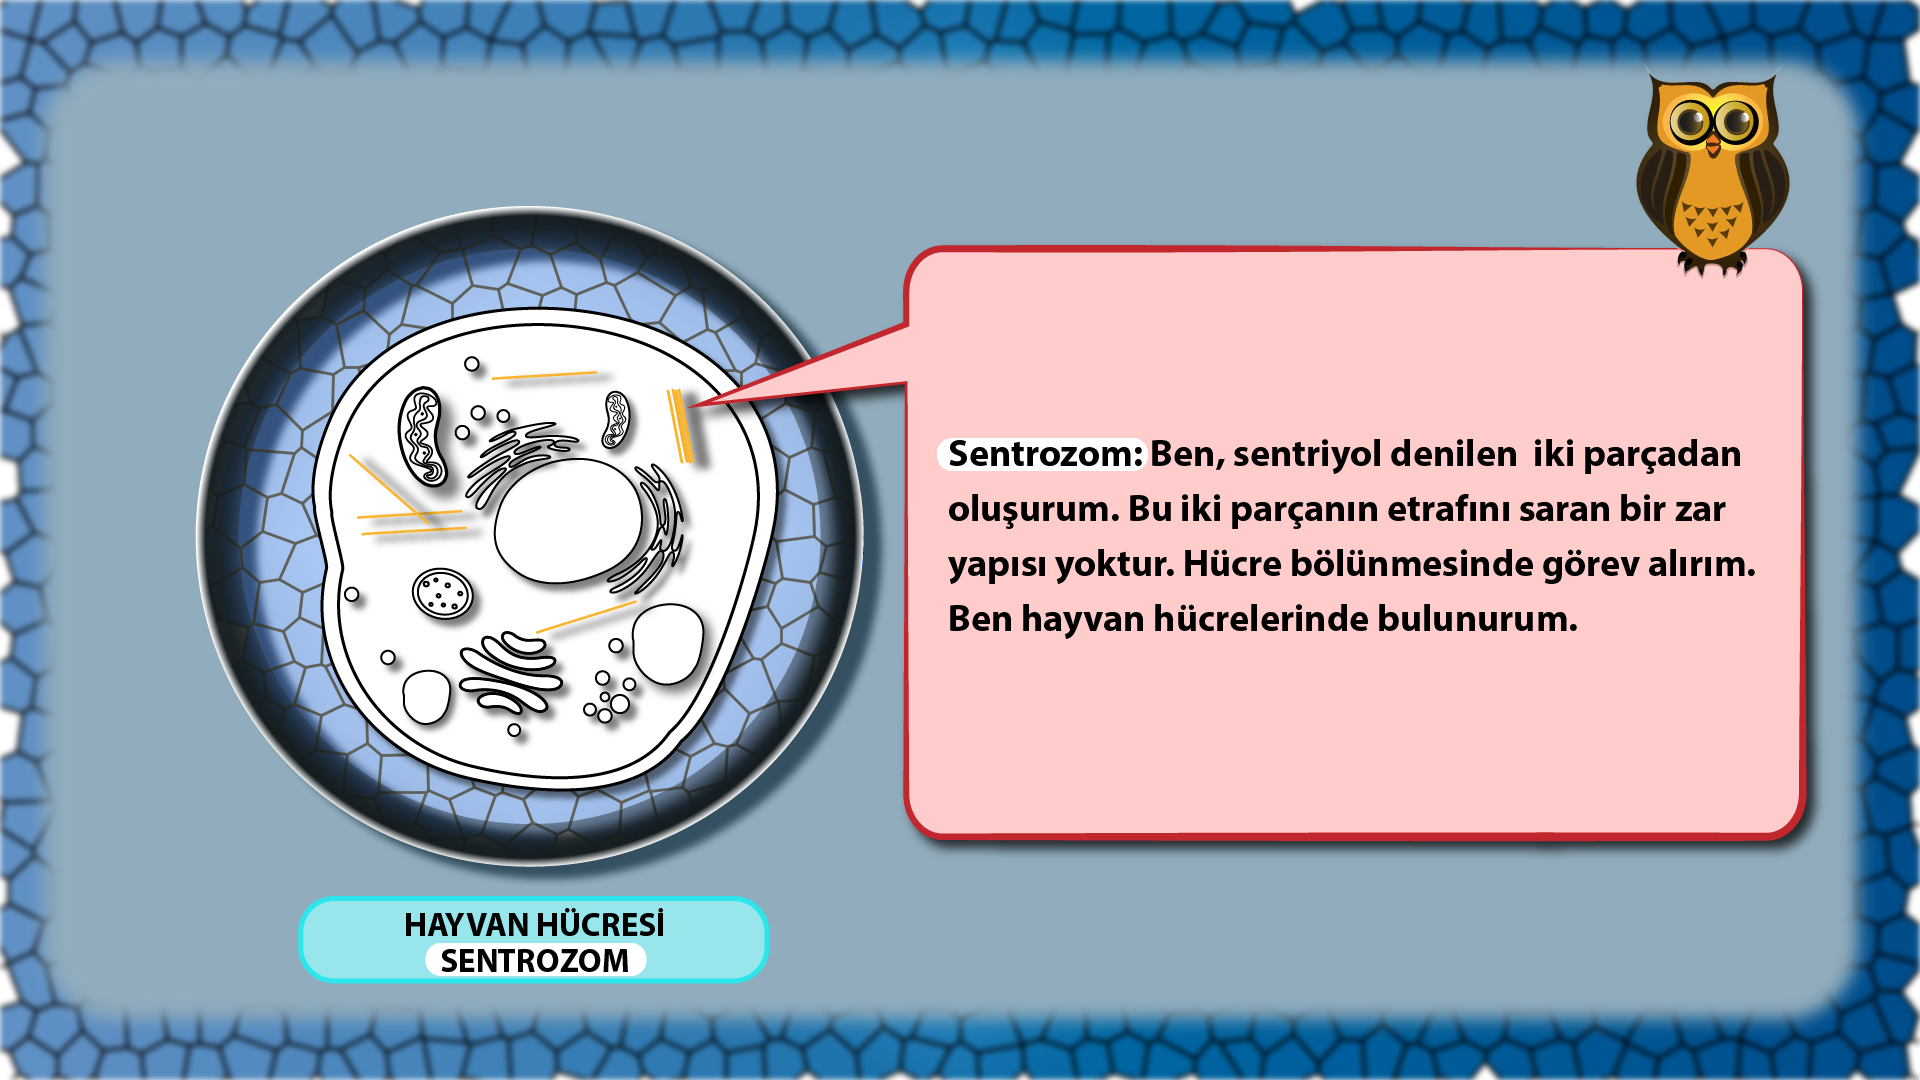 Sentrozom: Ben, sentriyol denilen iki parçadan
oluşurum. Bu iki parçanın etrafını saran bir zar
yapısı yoktur. Hücre bölünmesinde görev alırım.
Ben hayvan hücrelerinde bulunurum.
HAYVAN HÜCRESİ
SENTROZOM